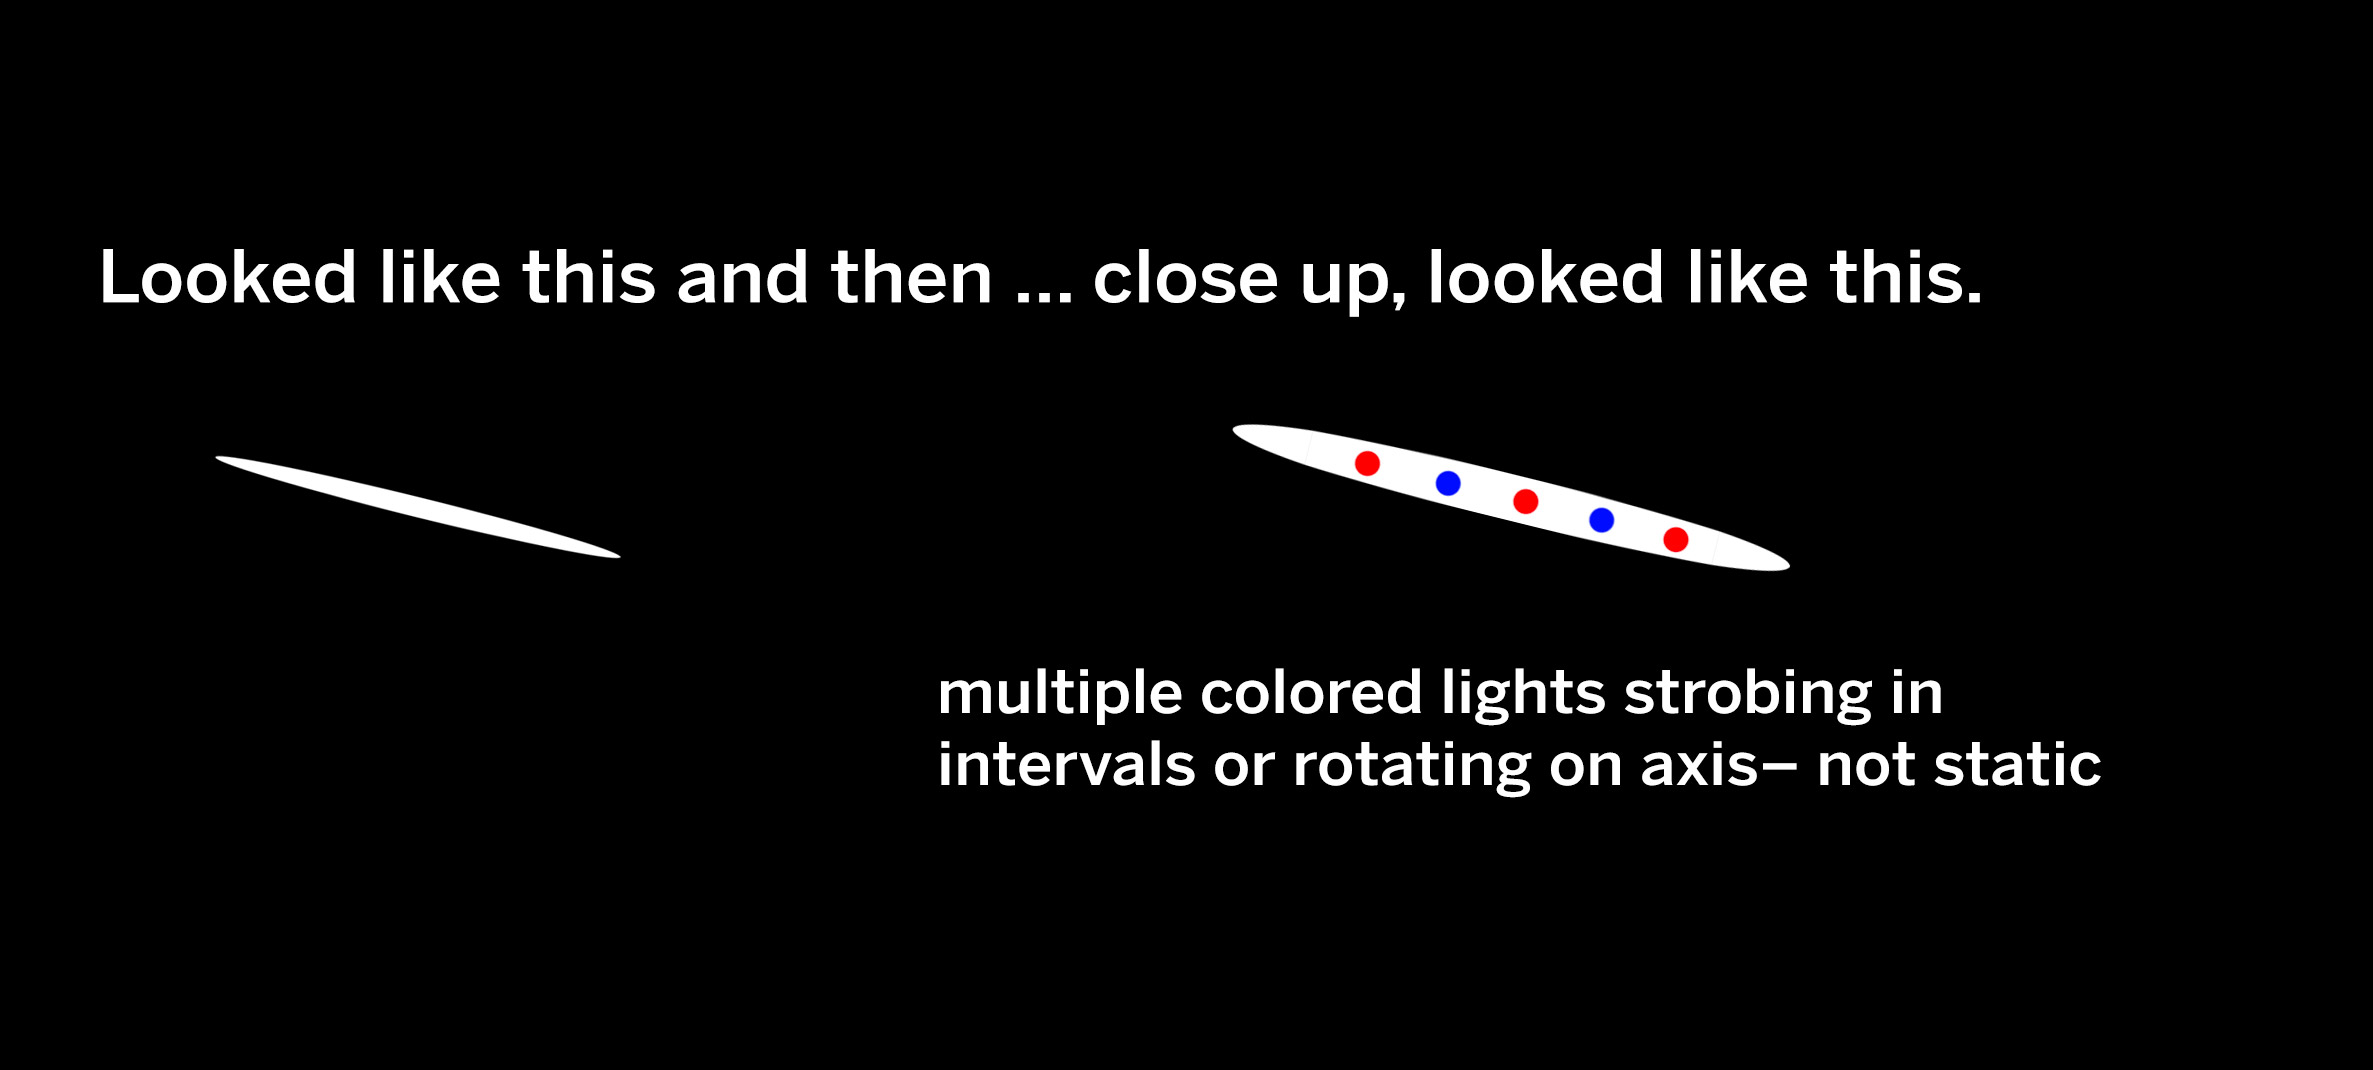 Looked like this and then ... close up, looked like this.
multiple colored lights strobing in
intervals or rotating on axis– not static